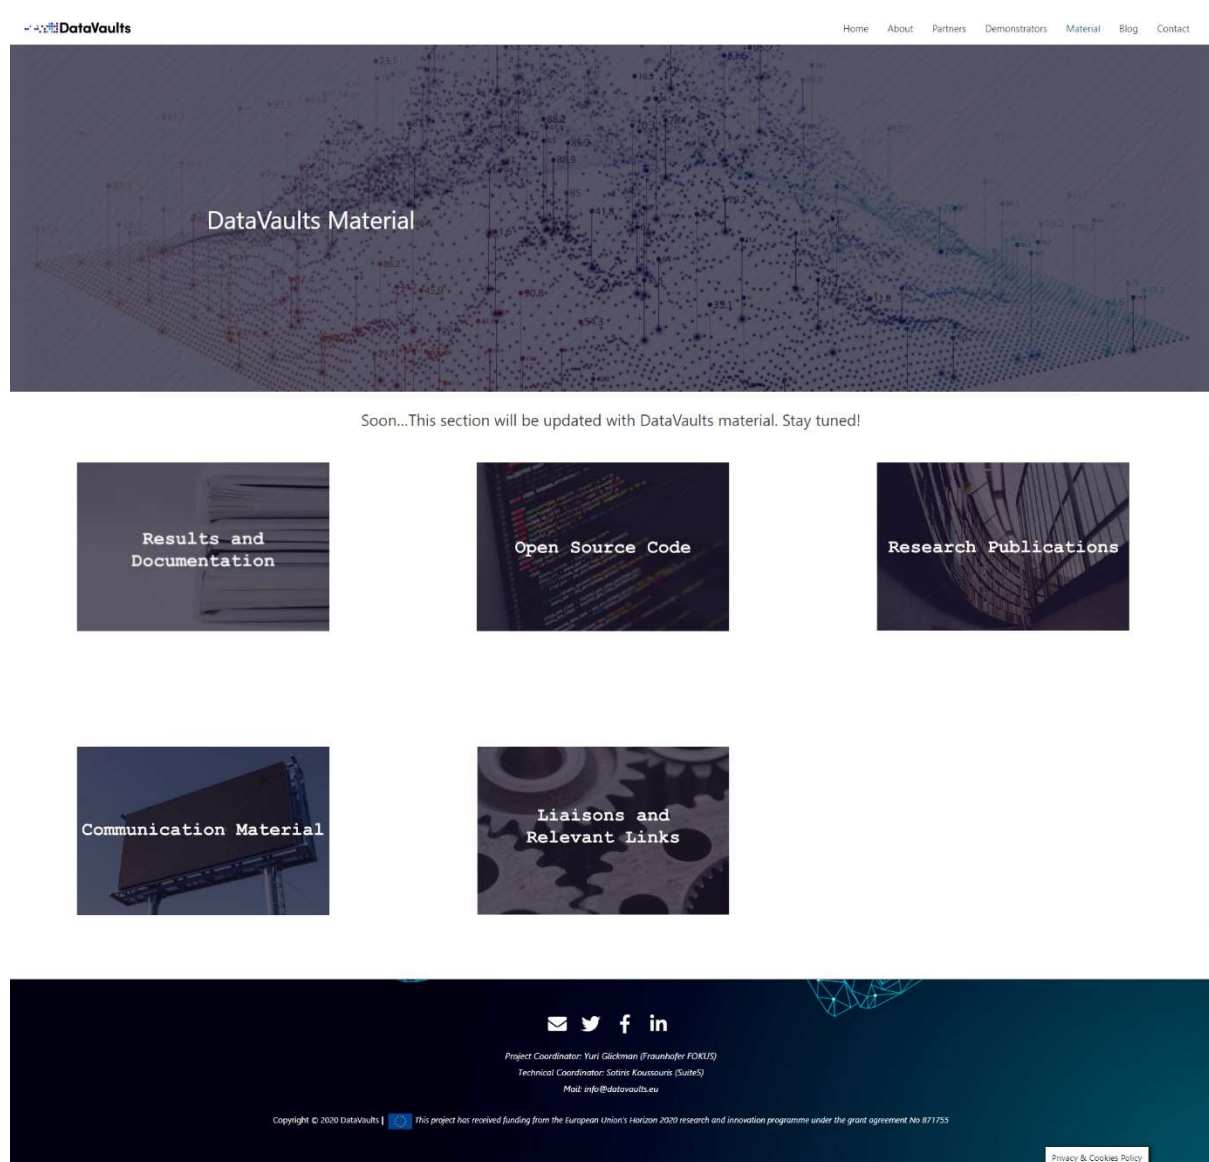 DataVaults
Home About Partners Demonstrators Material Blog Contact
DataVaults Material
Soon...This section will be updated with DataVaults material. Stay tuned!
Results and
Documentation
Open Source Code
Research Publications
Communication Material
Liaisons and
Relevant Links
Project Coordinator: Yuri Glickman (Fraunhofer FOKUS)
Technical Coordinator: Sotiris Koussouris (Suite5)
Mail: info@datavaults.eu
Copyright © 2020 DataVaults | This project has received funding from the European Union's Horizon 2020 research and innovation programme under the grant agreement No 871755
Privacy & Cookies Policy